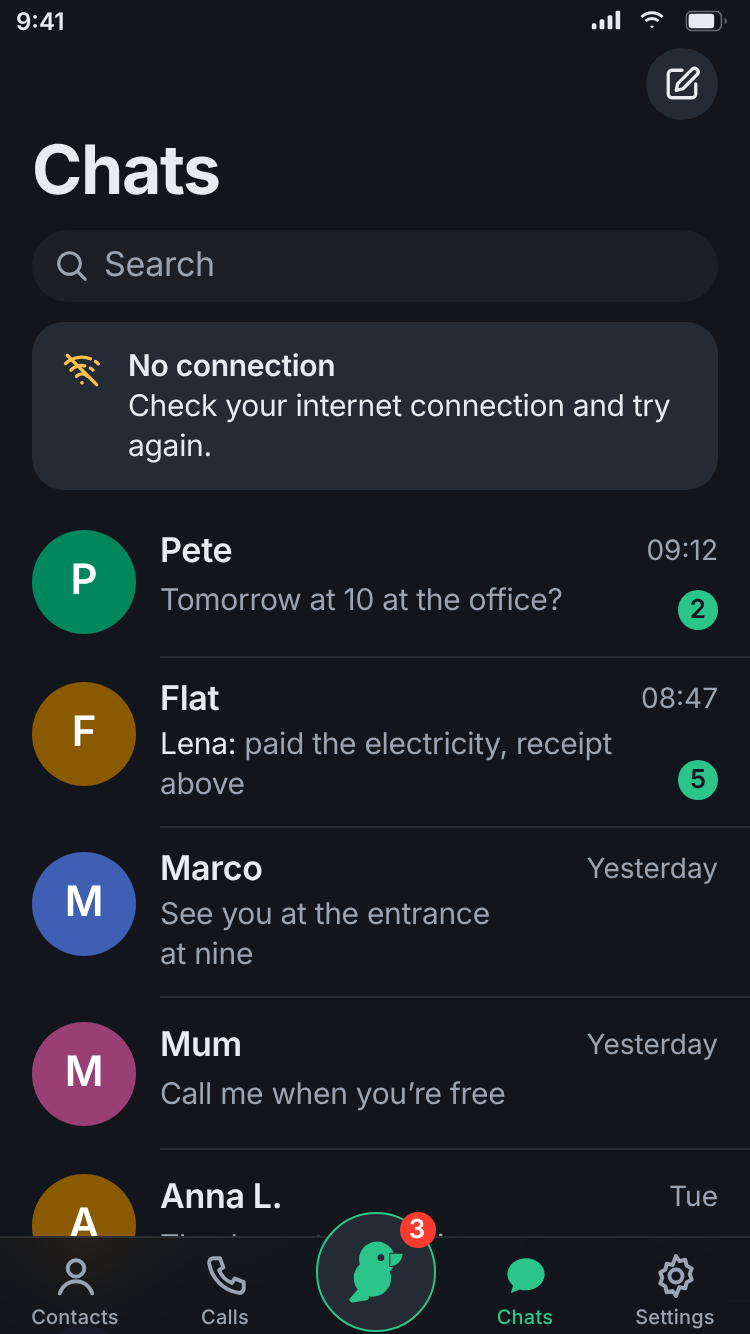 9:41
Chats
Search
No connection
Check your internet connection and try
again.
P
Pete
09:12
Tomorrow at 10 at the office?
2
F
Flat
08:47
Lena: paid the electricity, receipt
above
5
M
Marco
Yesterday
See you at the entrance
at nine
M
Mum
Yesterday
Call me when you’re free
A
Anna L.
Tue
3
Contacts
Calls
Chats
Settings